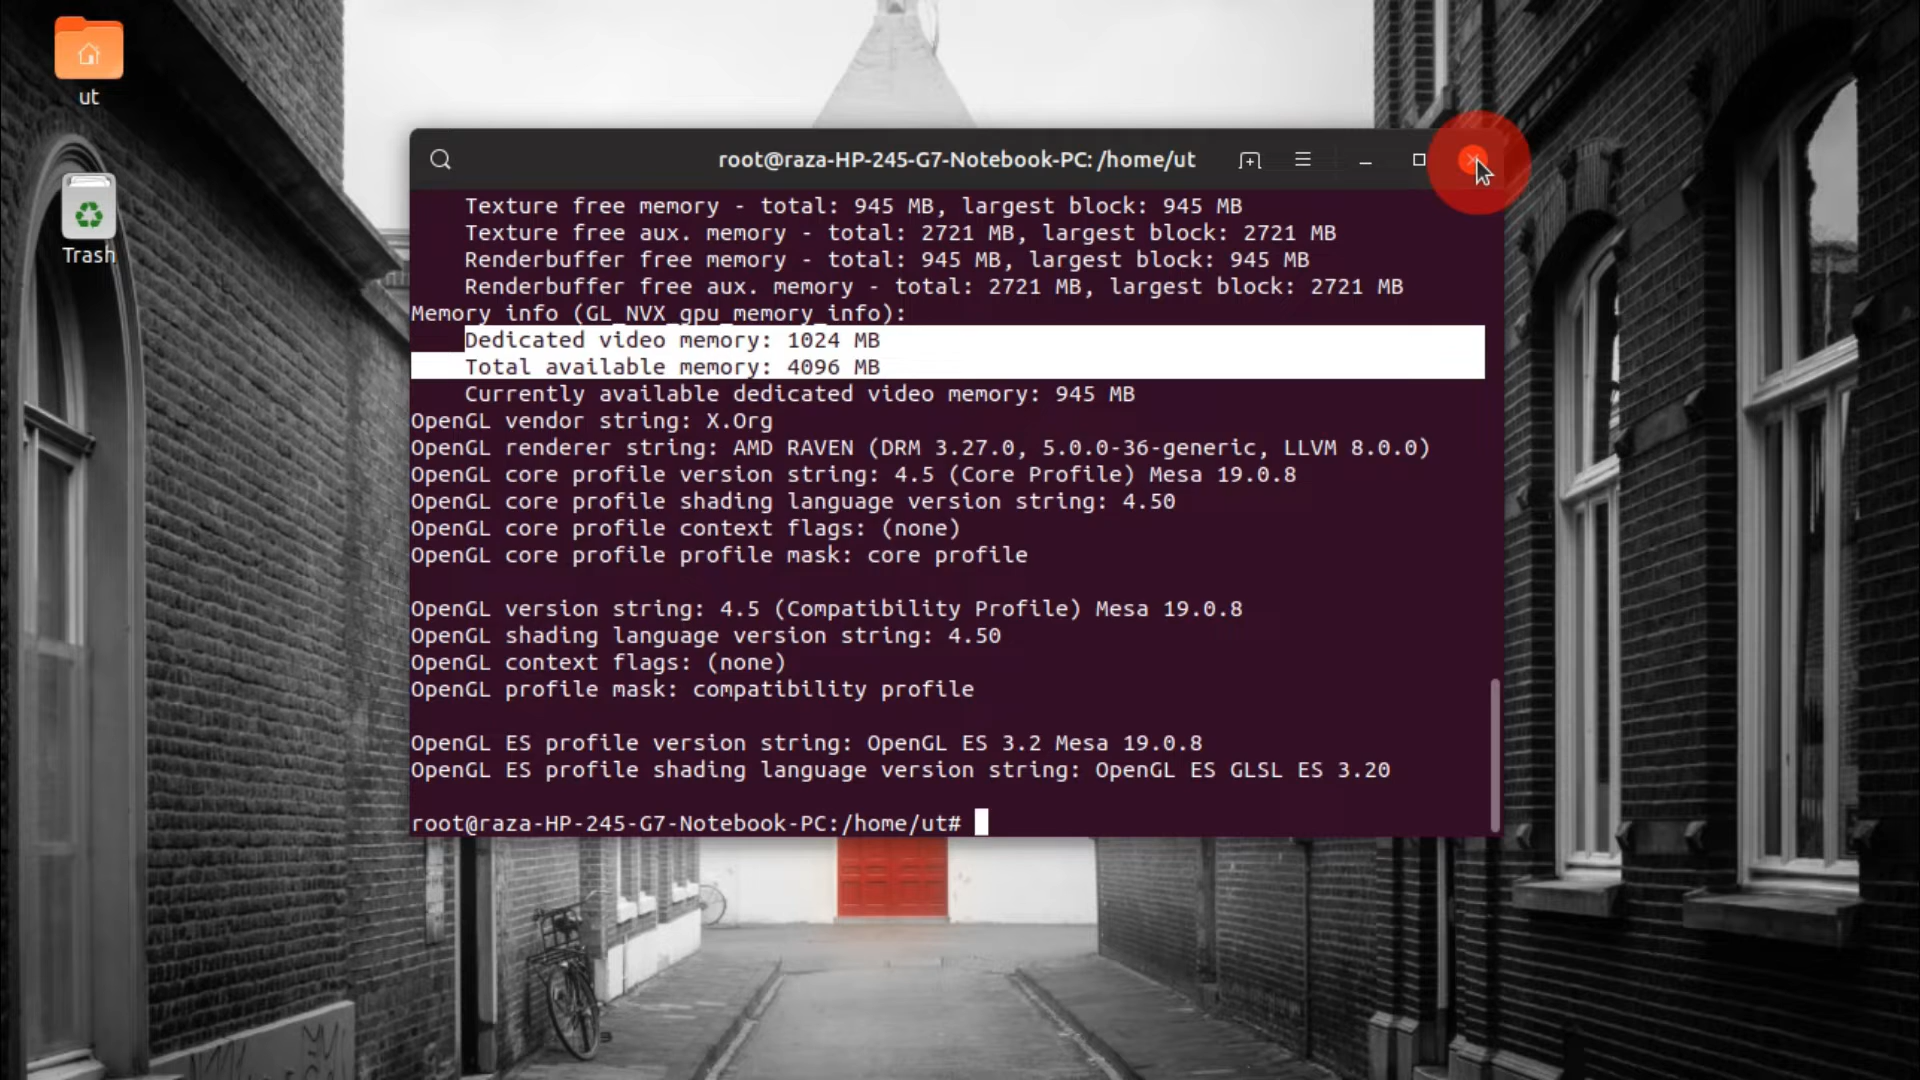 ut
Trash
root@raza-HP-245-G7-Notebook-PC: /home/ut
Texture free memory - total: 945 MB, largest block: 945 MB
Texture free aux. memory - total: 2721 MB, largest block: 2721 MB
Renderbuffer free memory - total: 945 MB, largest block: 945 MB
Renderbuffer free aux. memory - total: 2721 MB, largest block: 2721 MB
Memory info (GL_NVX_gpu_memory_info):
Dedicated video memory: 1024 MB
Total available memory: 4096 MB
Currently available dedicated video memory: 945 MB
OpenGL vendor string: X.Org
OpenGL renderer string: AMD RAVEN (DRM 3.27.0, 5.0.0-36-generic, LLVM 8.0.0)
OpenGL core profile version string: 4.5 (Core Profile) Mesa 19.0.8
OpenGL core profile shading language version string: 4.50
OpenGL core profile context flags: (none)
OpenGL core profile profile mask: core profile
OpenGL version string: 4.5 (Compatibility Profile) Mesa 19.0.8
OpenGL shading language version string: 4.50
OpenGL context flags: (none)
OpenGL profile mask: compatibility profile
OpenGL ES profile version string: OpenGL ES 3.2 Mesa 19.0.8
OpenGL ES profile shading language version string: OpenGL ES GLSL ES 3.20
root@raza-HP-245-G7-Notebook-PC:/home/ut#